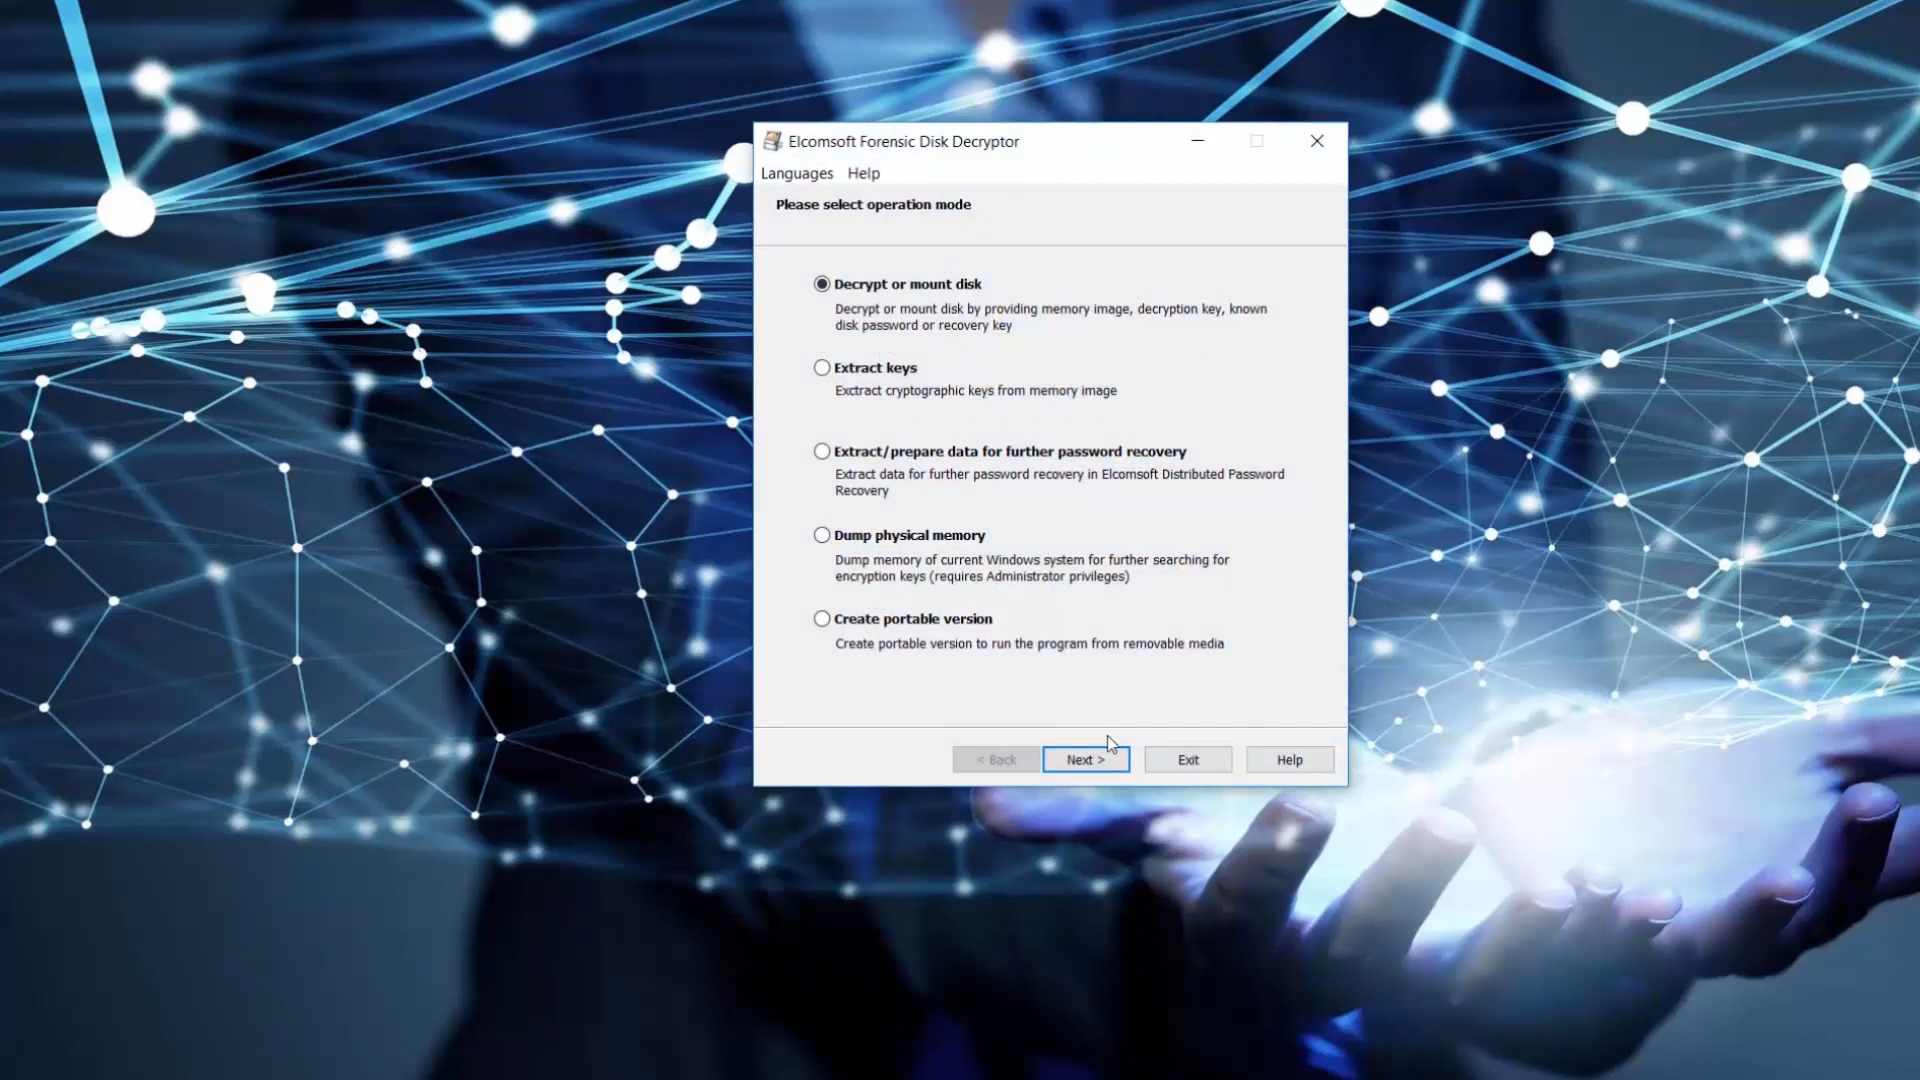 Elcomsoft Forensic Disk Decryptor
Languages Help
Please select operation mode
Decrypt or mount disk
Decrypt or mount disk by providing memory image, decryption key, known
disk password or recovery key
Extract keys
Exctract cryptographic keys from memory image
Extract/prepare data for further password recovery
Extract data for further password recovery in Elcomsoft Distributed Password
Recovery
Dump physical memory
Dump memory of current Windows system for further searching for
encryption keys (requires Administrator privileges)
Create portable version
Create portable version to run the program from removable media
< Back Next > Exit Help